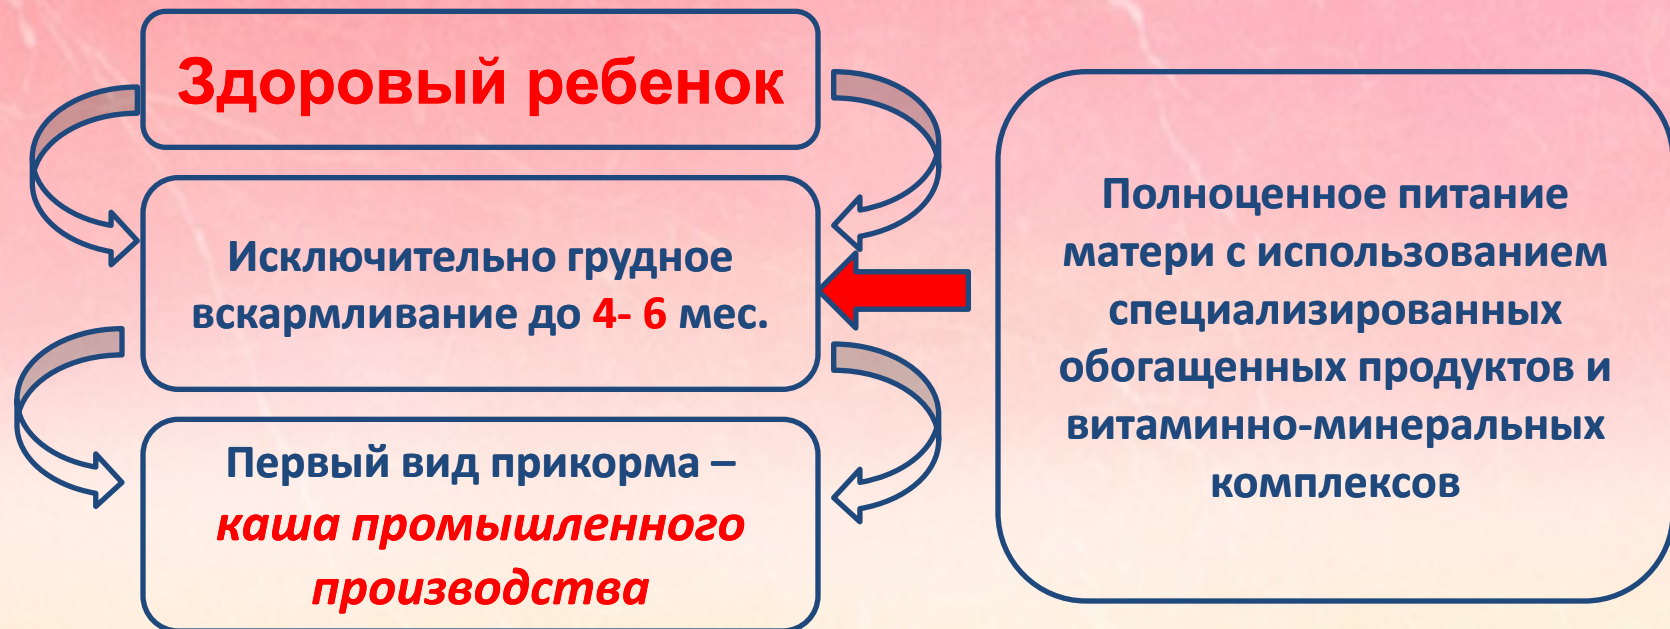 Здоровый ребенок
Исключительно грудное
вскармливание до 4- 6 мес.
Первый вид прикорма –
каша промышленного
производства
Полноценное питание
матери с использованием
специализированных
обогащенных продуктов и
витаминно-минеральных
комплексов